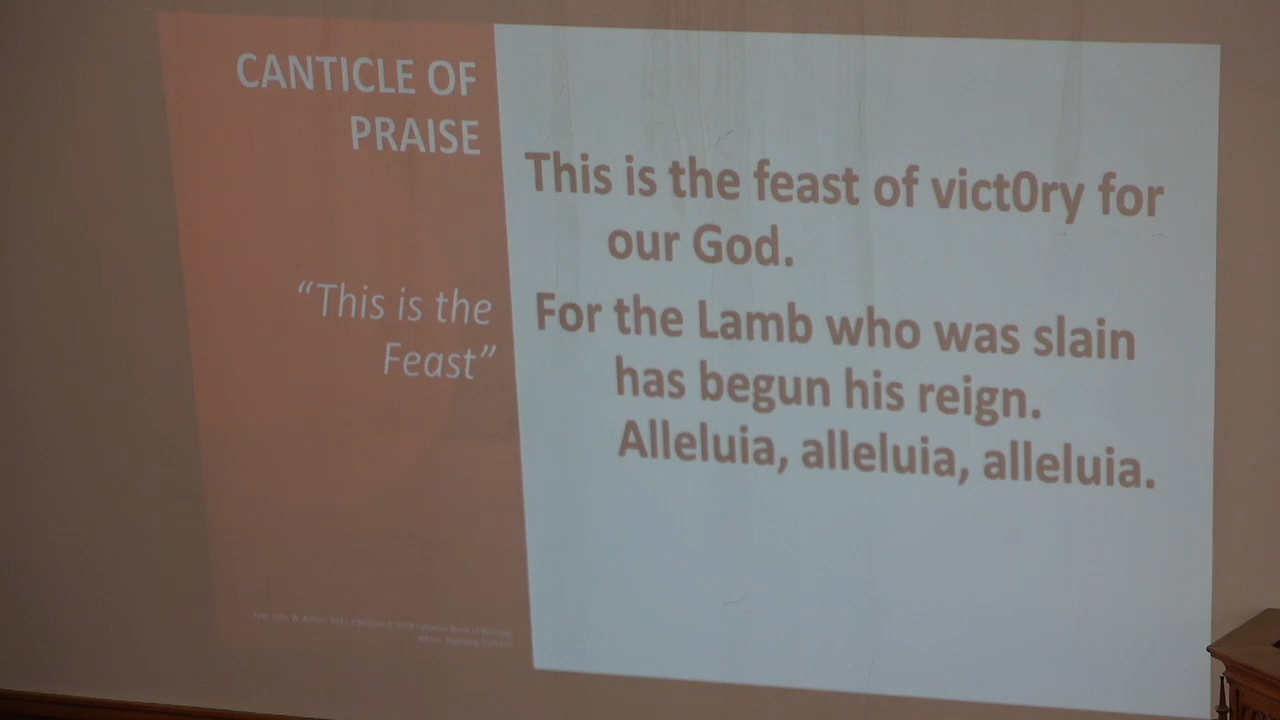 CANTICLE OF
PRAISE
“This is the
Feast”
This is the feast of vict0ry for
our God.
For the Lamb who was slain
has begun his reign.
Alleluia, alleluia, alleluia.